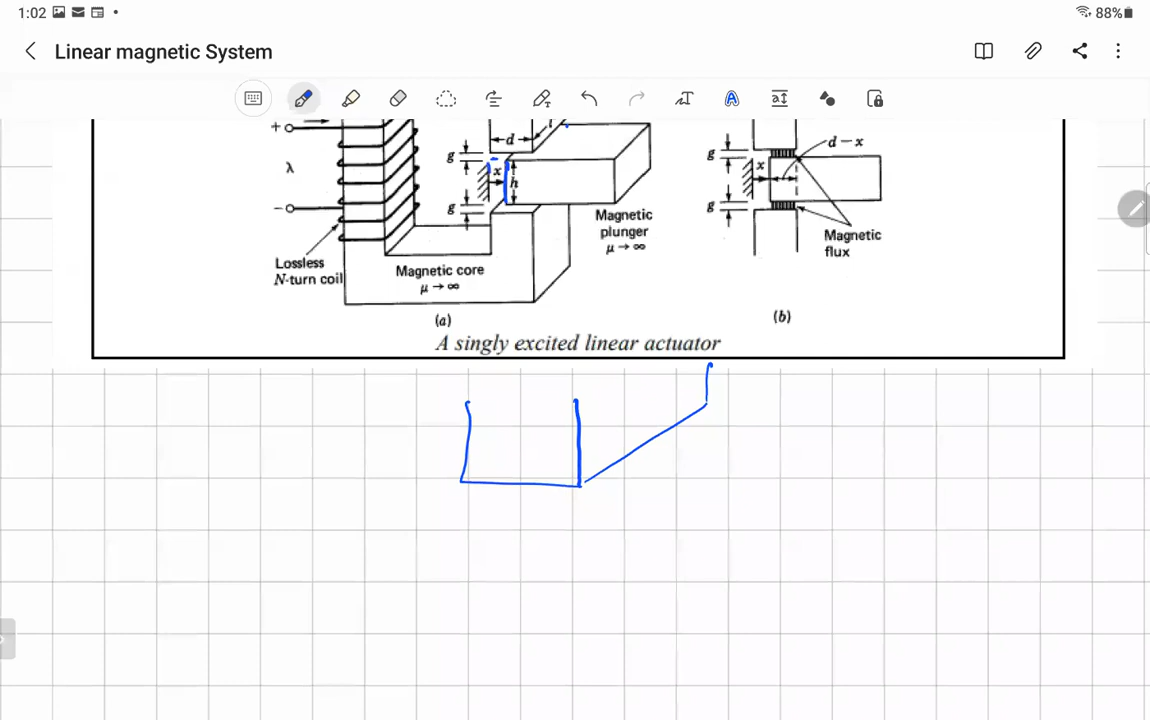 1:02
88%
Linear magnetic System
+
λ
−
g
d
x
h
g
Lossless
N-turn coil
Magnetic core
μ → ∞
Magnetic
plunger
μ → ∞
(a)
g
x
d − x
g
Magnetic
flux
(b)
A singly excited linear actuator